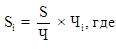 Sᵢ = S/Ч × Чᵢ, где